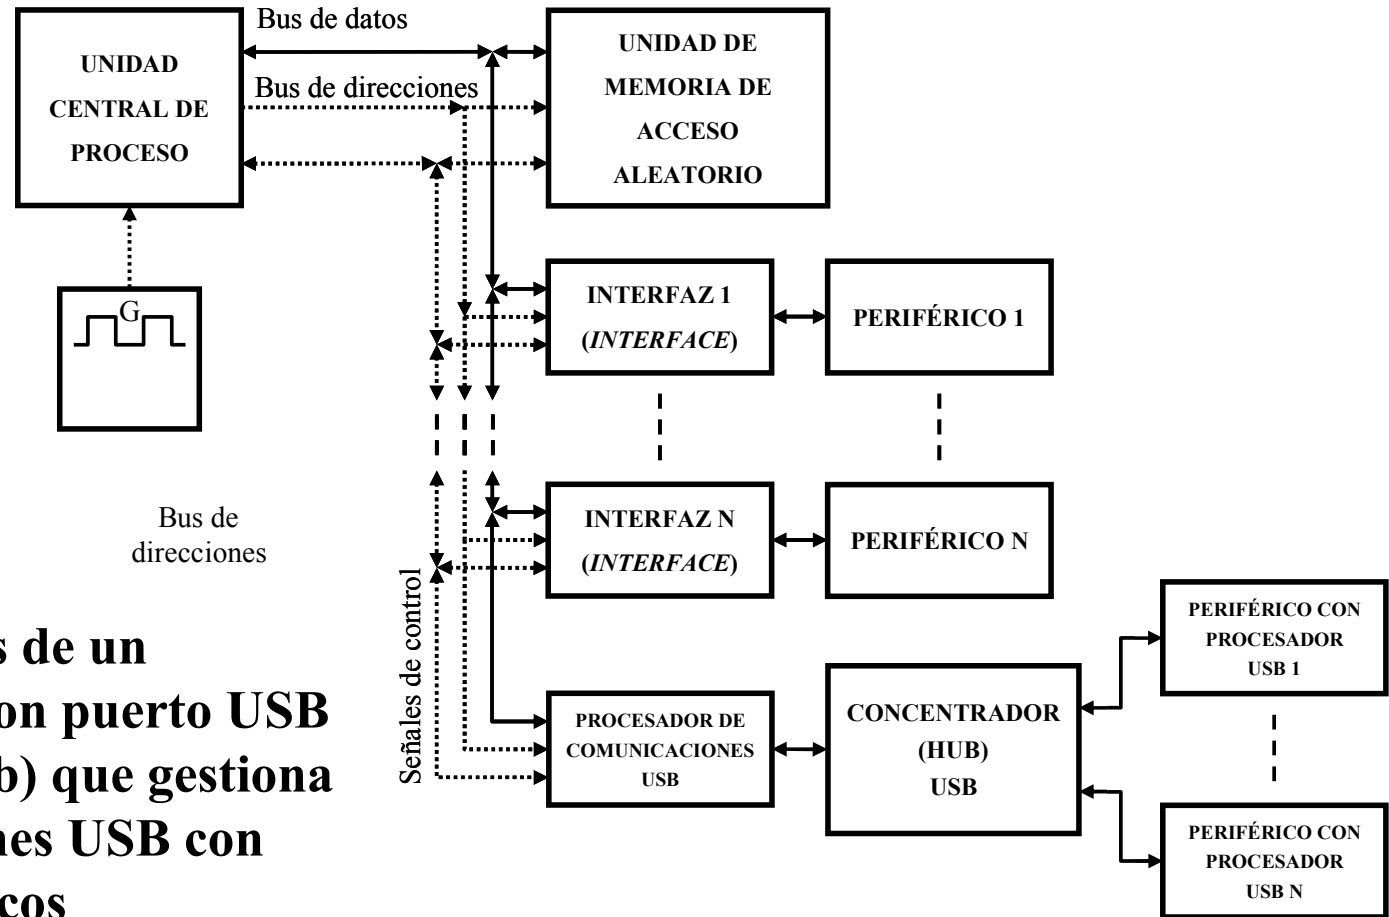 Bus de datos
UNIDAD
CENTRAL DE
PROCESO
Bus de direcciones
UNIDAD DE
MEMORIA DE
ACCESO
ALEATORIO
G
INTERFAZ 1
(INTERFACE)
PERIFÉRICO 1
Bus de
direcciones
INTERFAZ N
(INTERFACE)
PERIFÉRICO N
Señales de control
de un
puerto USB
que gestiona
USB con
PROCESADOR DE
COMUNICACIONES
USB
CONCENTRADOR
(HUB)
USB
PERIFÉRICO CON
PROCESADOR
USB 1
PERIFÉRICO CON
PROCESADOR
USB N